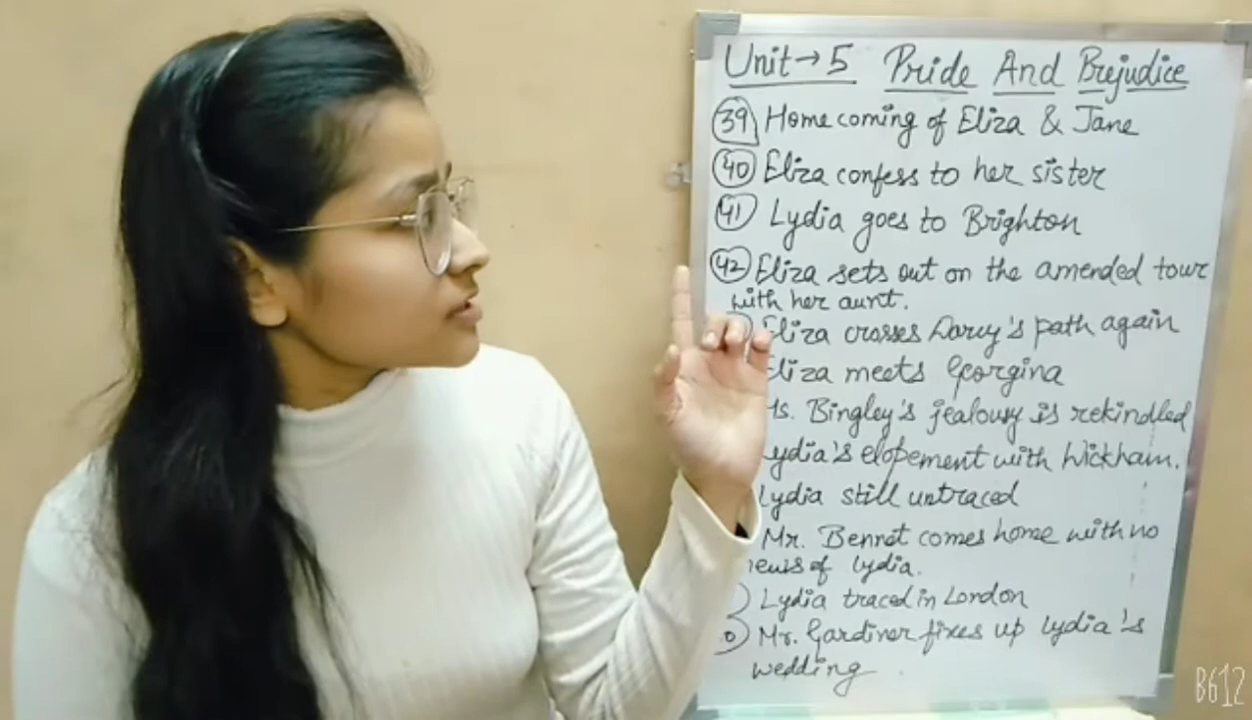 Unit → 5 Pride And Prejudice
39 Homecoming of Eliza & Jane
40 Eliza confess to her sister
41 Lydia goes to Brighton
42 Eliza sets out on the amended tour
with her aunt.
Eliza crosses Darcy's path again
Eliza meets Georgina
Ms. Bingley's jealousy is rekindled
Lydia's elopement with Wickham.
Lydia still untraced
Mr. Bennet comes home with no
news of Lydia.
Lydia traced in London
Mr. Gardiner fixes up Lydia's
wedding
B612